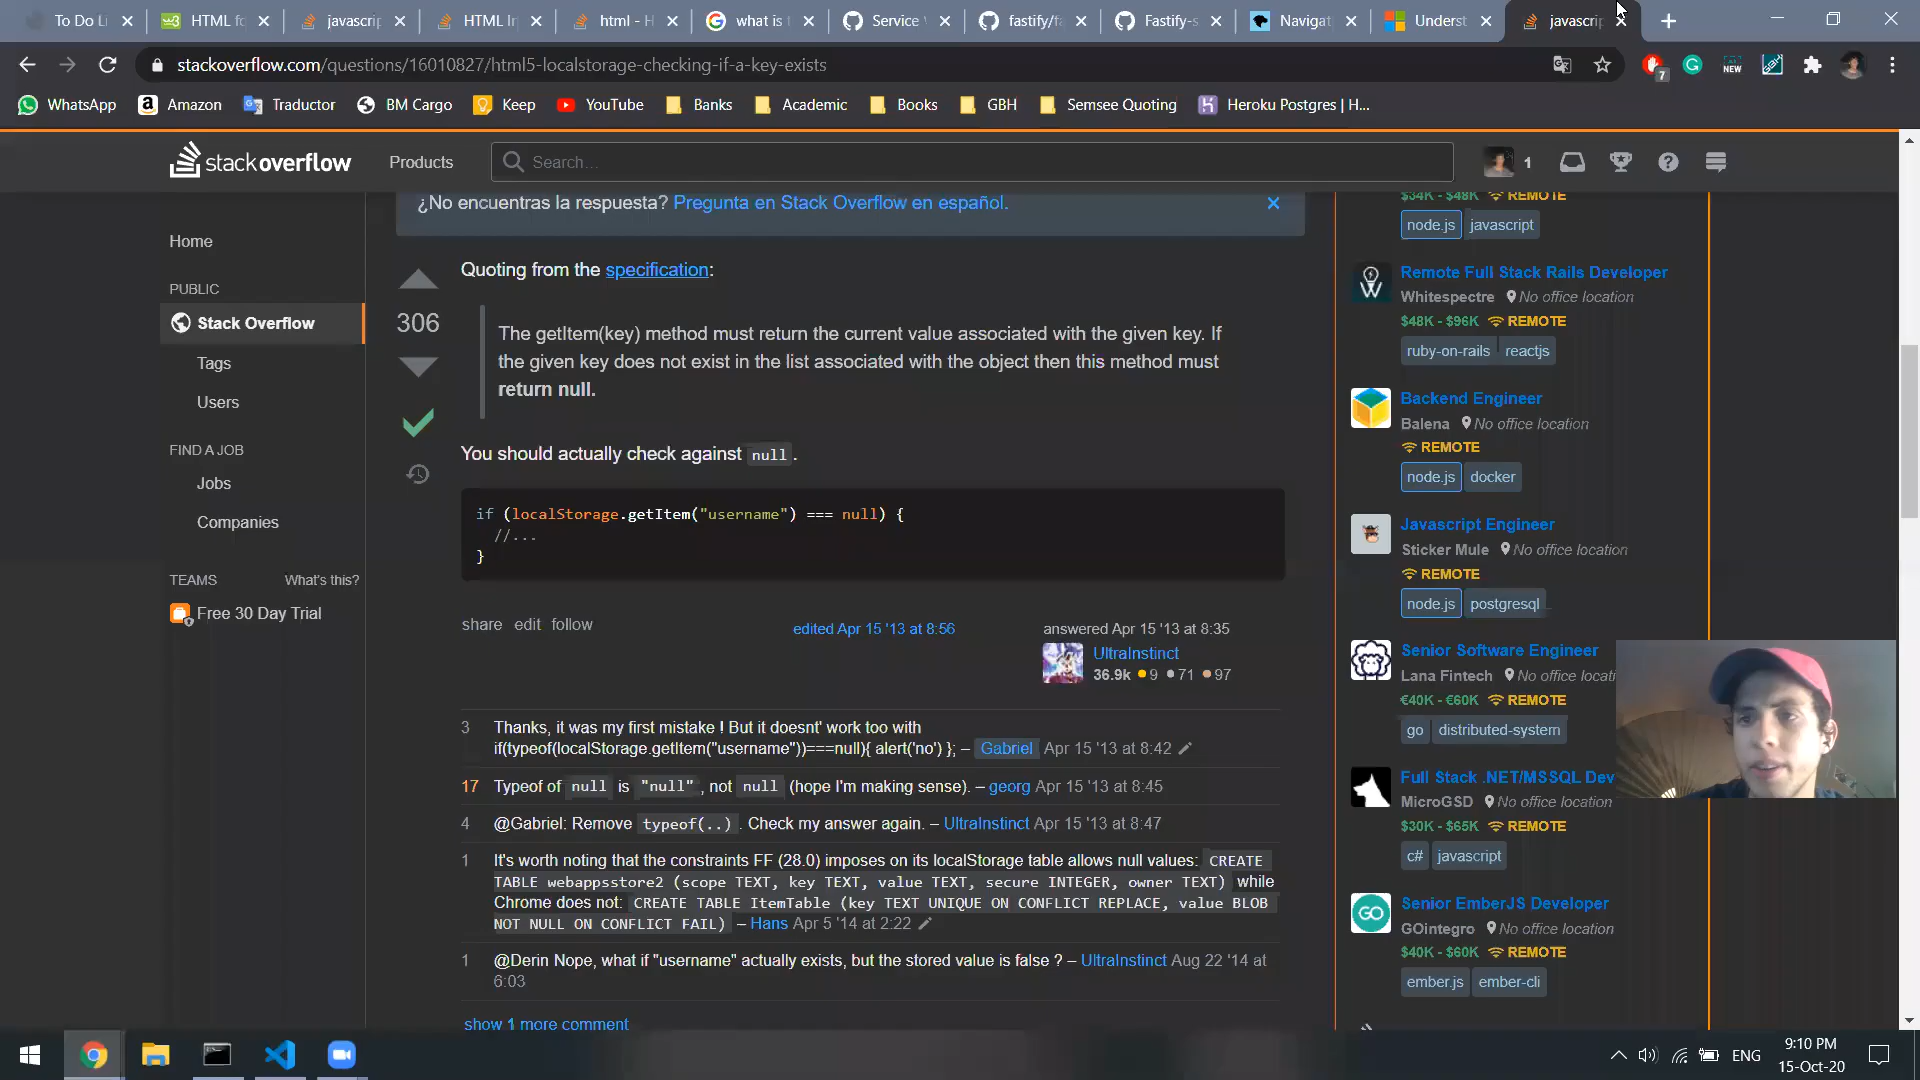 To Do Li
HTML fo
javascrip
HTML In
html - H
what is t
Service W
fastify/fa
Fastify-s
Navigat
Underst
javascrip
stackoverflow.com/questions/16010827/html5-localstorage-checking-if-a-key-exists
7
NEW
WhatsApp
Amazon
Traductor
BM Cargo
Keep
YouTube
Banks
Academic
Books
GBH
Semsee Quoting
Heroku Postgres | H...
stackoverflow
Products
Search...
1
¿No encuentras la respuesta? Pregunta en Stack Overflow en español.
Home
PUBLIC
Stack Overflow
Tags
Users
FIND A JOB
Jobs
Companies
TEAMS What's this?
Free 30 Day Trial
306
Quoting from the specification:
The getItem(key) method must return the current value associated with the given key. If
the given key does not exist in the list associated with the object then this method must
return null.
You should actually check against null.
if (localStorage.getItem("username") === null) {
//...
}
share edit follow
edited Apr 15 '13 at 8:56
answered Apr 15 '13 at 8:35
UltraInstinct
36.9k 9 71 97
3 Thanks, it was my first mistake ! But it doesnt' work too with
if(typeof(localStorage.getItem("username"))===null){ alert('no') }; – Gabriel Apr 15 '13 at 8:42
17 Typeof of null is "null", not null (hope I'm making sense). – georg Apr 15 '13 at 8:45
4 @Gabriel: Remove typeof(..). Check my answer again. – UltraInstinct Apr 15 '13 at 8:47
1 It's worth noting that the constraints FF (28.0) imposes on its localStorage table allows null values: CREATE
TABLE webappsstore2 (scope TEXT, key TEXT, value TEXT, secure INTEGER, owner TEXT) while
Chrome does not: CREATE TABLE ItemTable (key TEXT UNIQUE ON CONFLICT REPLACE, value BLOB
NOT NULL ON CONFLICT FAIL) – Hans Apr 5 '14 at 2:22
1 @Derin Nope, what if "username" actually exists, but the stored value is false ? – UltraInstinct Aug 22 '14 at
6:03
show 1 more comment
$34K - $48K REMOTE
node.js javascript
Remote Full Stack Rails Developer
Whitespectre No office location
$48K - $96K REMOTE
ruby-on-rails reactjs
Backend Engineer
Balena No office location
REMOTE
node.js docker
Javascript Engineer
Sticker Mule No office location
REMOTE
node.js postgresql
Senior Software Engineer
Lana Fintech No office locati
€40K - €60K REMOTE
go distributed-system
Full Stack .NET/MSSQL Dev
MicroGSD No office location
$30K - $65K REMOTE
c# javascript
GO
Senior EmberJS Developer
GOintegro No office location
$40K - $60K REMOTE
ember.js ember-cli
ENG
9:10 PM
15-Oct-20